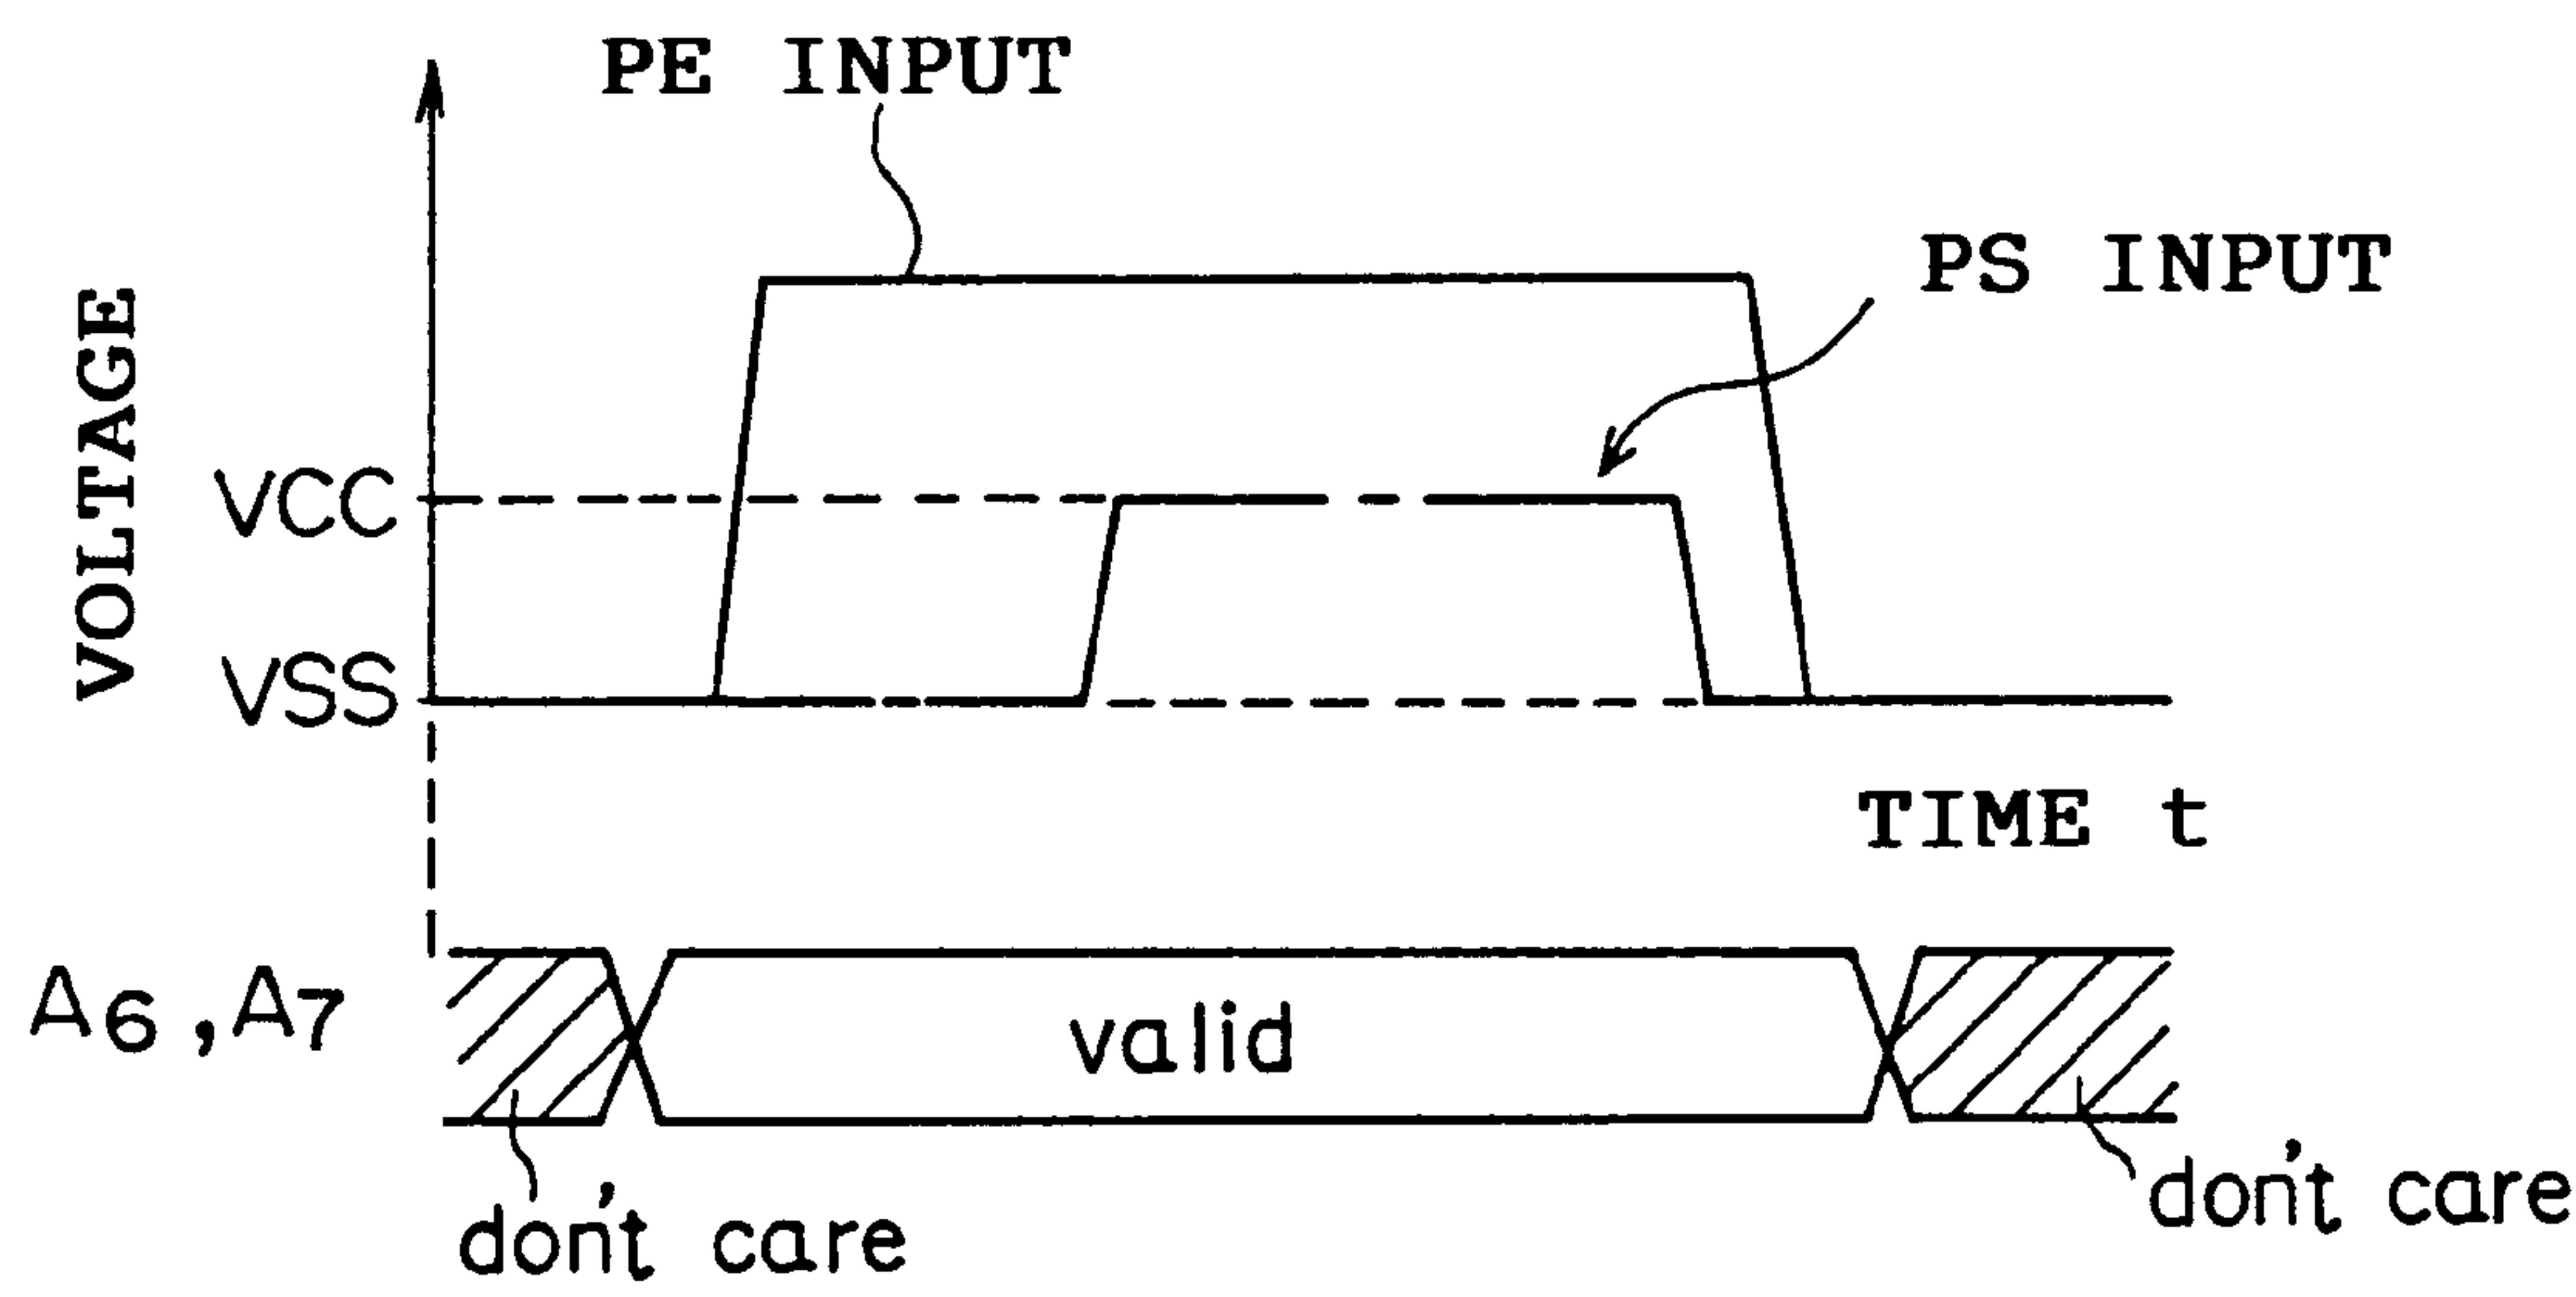 PE INPUT
PS INPUT
VOLTAGE
VCC
VSS
TIME t
A6 ,A7
valid
don't care
don't care